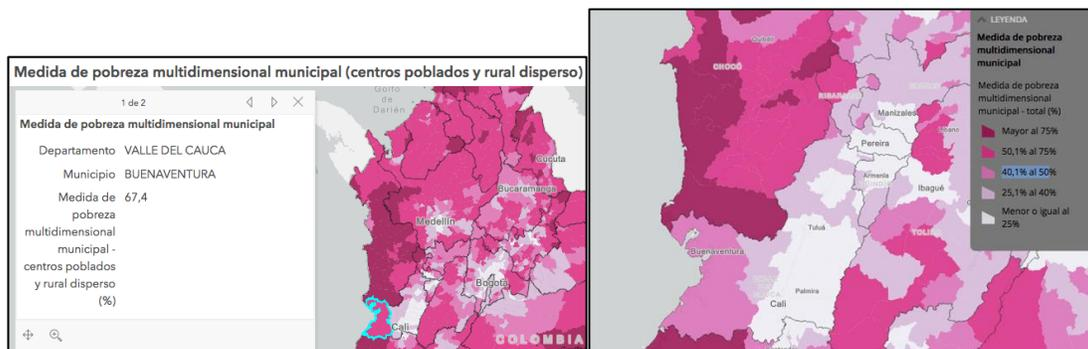 Medida de pobreza multidimensional municipal (centros poblados y rural disperso)
1 de 2
Medida de pobreza multidimensional municipal
Departamento VALLE DEL CAUCA
Municipio BUENAVENTURA
Medida de 67,4
pobreza
multidimensional
municipal -
centros poblados
y rural disperso
(%)
Golfo
de
Darién
Cúcuta
Bucaramanga
Medellín
Bogotá
Cali
COLOMBIA
LEYENDA
Medida de pobreza
multidimensional
municipal
Medida de pobreza
multidimensional
municipal - total (%)
Mayor al 75%
50,1% al 75%
40,1% al 50%
25,1% al 40%
Menor o igual al
25%
Quibdó
CHOCÓ
RISARALDA
Manizales
Pereira
Armenia
Ibagué
Tuluá
TOLIMA
Buenaventura
Palmira
Cali